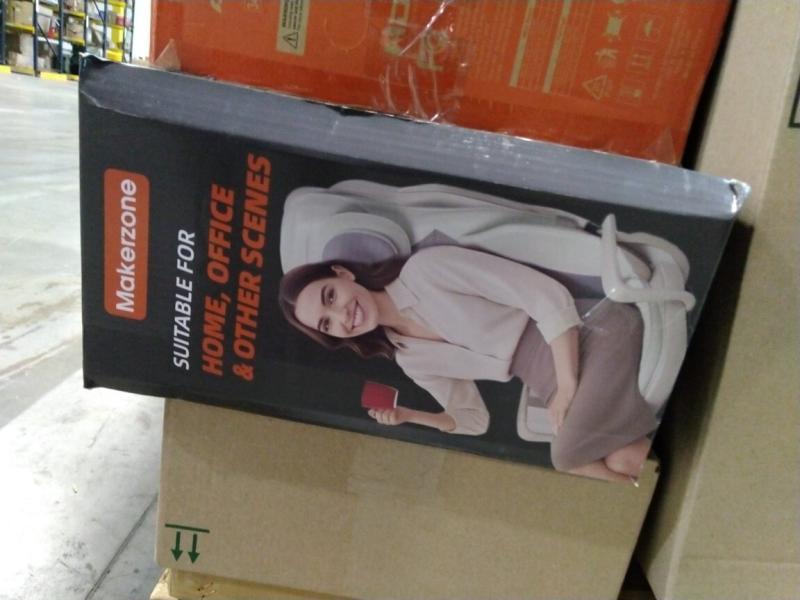 Makerzone
SUITABLE FOR
HOME, OFFICE
& OTHER SCENES